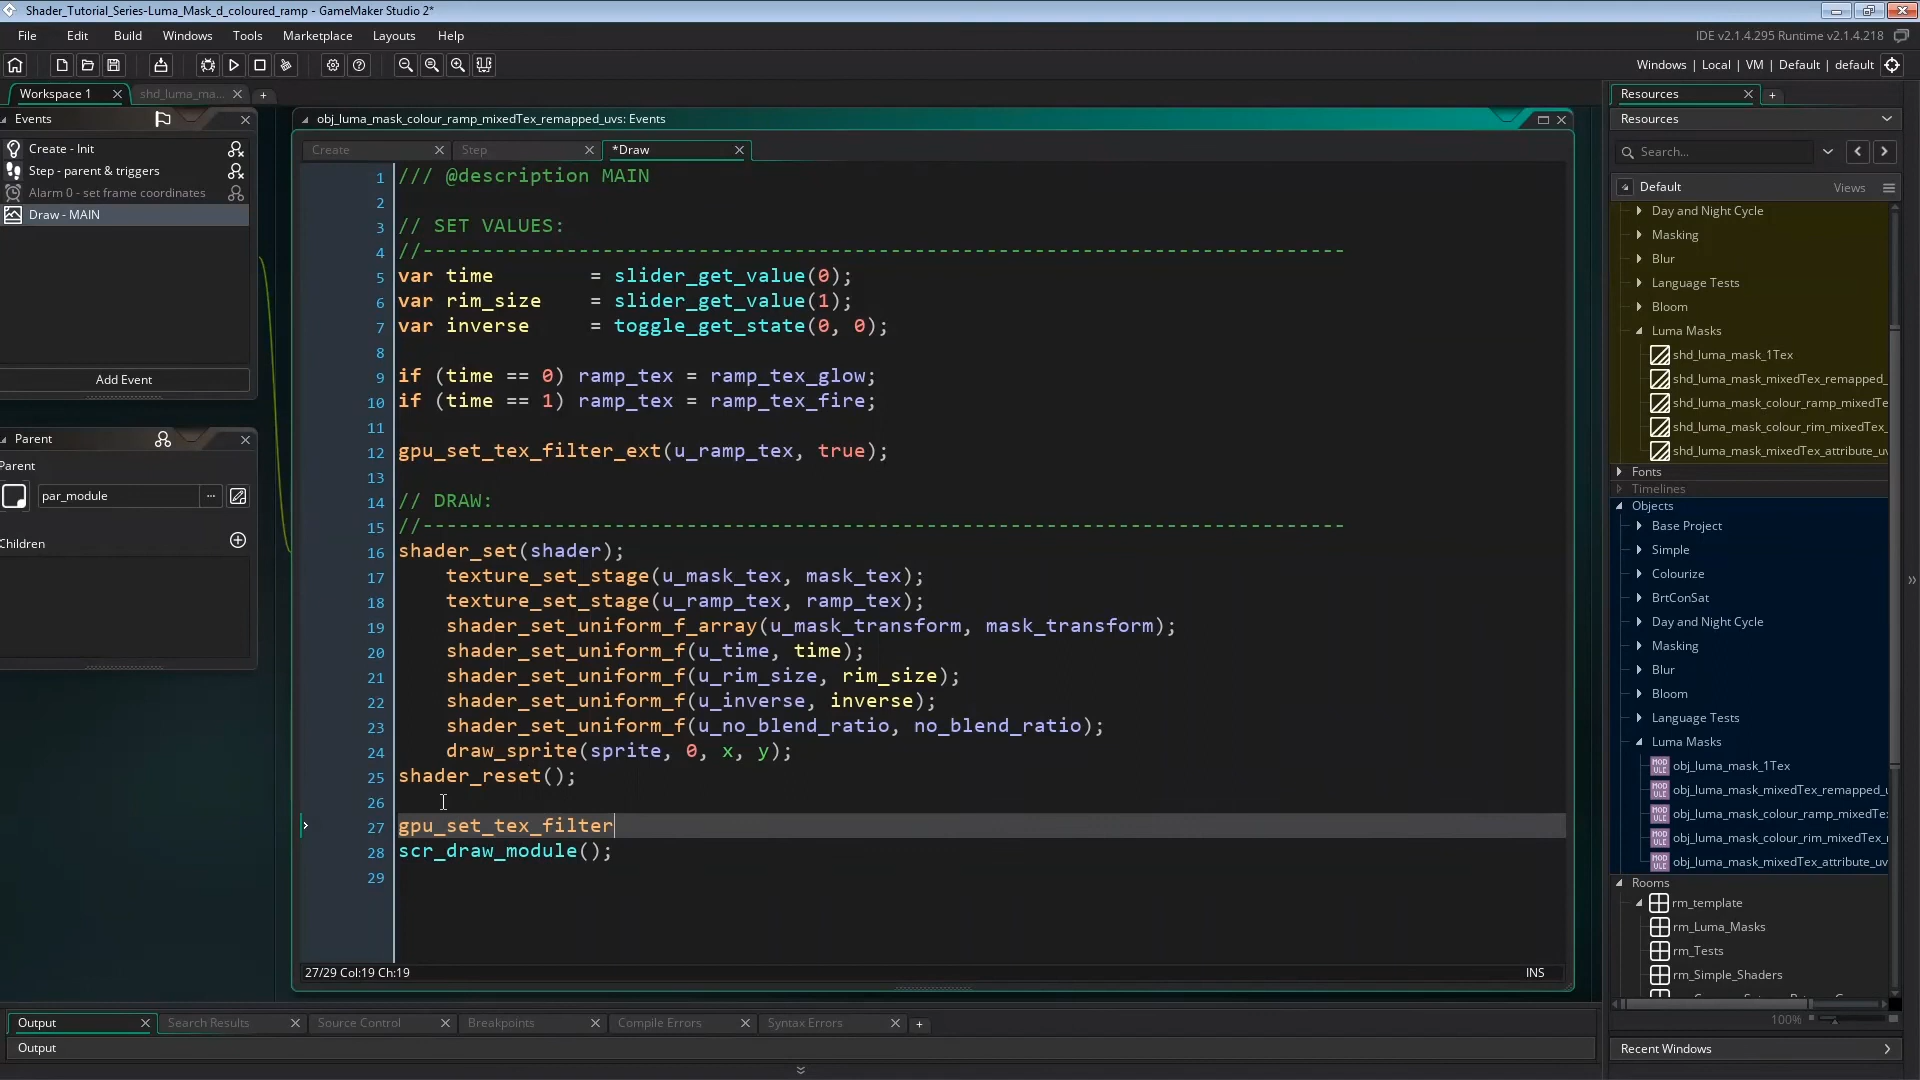 Shader_Tutorial_Series-Luma_Mask_d_coloured_ramp - GameMaker Studio 2*
File Edit Build Windows Tools Marketplace Layouts Help
IDE v2.1.4.295 Runtime v2.1.4.218
Windows | Local | VM | Default | default
Workspace 1
shd_luma_ma...
Events
Create - Init
Step - parent & triggers
Alarm 0 - set frame coordinates
Draw - MAIN
Add Event
Parent
Parent
par_module
...
Children
obj_luma_mask_colour_ramp_mixedTex_remapped_uvs: Events
Create
Step
*Draw
1 /// @description MAIN
2
3 // SET VALUES:
4 //-----------------------------------------------------------------------------
5 var time        = slider_get_value(0);
6 var rim_size    = slider_get_value(1);
7 var inverse     = toggle_get_state(0, 0);
8
9 if (time == 0) ramp_tex = ramp_tex_glow;
10 if (time == 1) ramp_tex = ramp_tex_fire;
11
12 gpu_set_tex_filter_ext(u_ramp_tex, true);
13
14 // DRAW:
15 //-----------------------------------------------------------------------------
16 shader_set(shader);
17     texture_set_stage(u_mask_tex, mask_tex);
18     texture_set_stage(u_ramp_tex, ramp_tex);
19     shader_set_uniform_f_array(u_mask_transform, mask_transform);
20     shader_set_uniform_f(u_time, time);
21     shader_set_uniform_f(u_rim_size, rim_size);
22     shader_set_uniform_f(u_inverse, inverse);
23     shader_set_uniform_f(u_no_blend_ratio, no_blend_ratio);
24     draw_sprite(sprite, 0, x, y);
25 shader_reset();
26
27 gpu_set_tex_filter
28 scr_draw_module();
29
27/29 Col:19 Ch:19
INS
Resources
Resources
Search...
Default
Views
Day and Night Cycle
Masking
Blur
Language Tests
Bloom
Luma Masks
shd_luma_mask_1Tex
shd_luma_mask_mixedTex_remapped_
shd_luma_mask_colour_ramp_mixedTe
shd_luma_mask_colour_rim_mixedTex_
shd_luma_mask_mixedTex_attribute_uv
Fonts
Timelines
Objects
Base Project
Simple
Colourize
BrtConSat
Day and Night Cycle
Masking
Blur
Bloom
Language Tests
Luma Masks
obj_luma_mask_1Tex
obj_luma_mask_mixedTex_remapped_u
obj_luma_mask_colour_ramp_mixedTex
obj_luma_mask_colour_rim_mixedTex_r
obj_luma_mask_mixedTex_attribute_uv
Rooms
rm_template
rm_Luma_Masks
rm_Tests
rm_Simple_Shaders
100%
Recent Windows
Output
Search Results
Source Control
Breakpoints
Compile Errors
Syntax Errors
Output